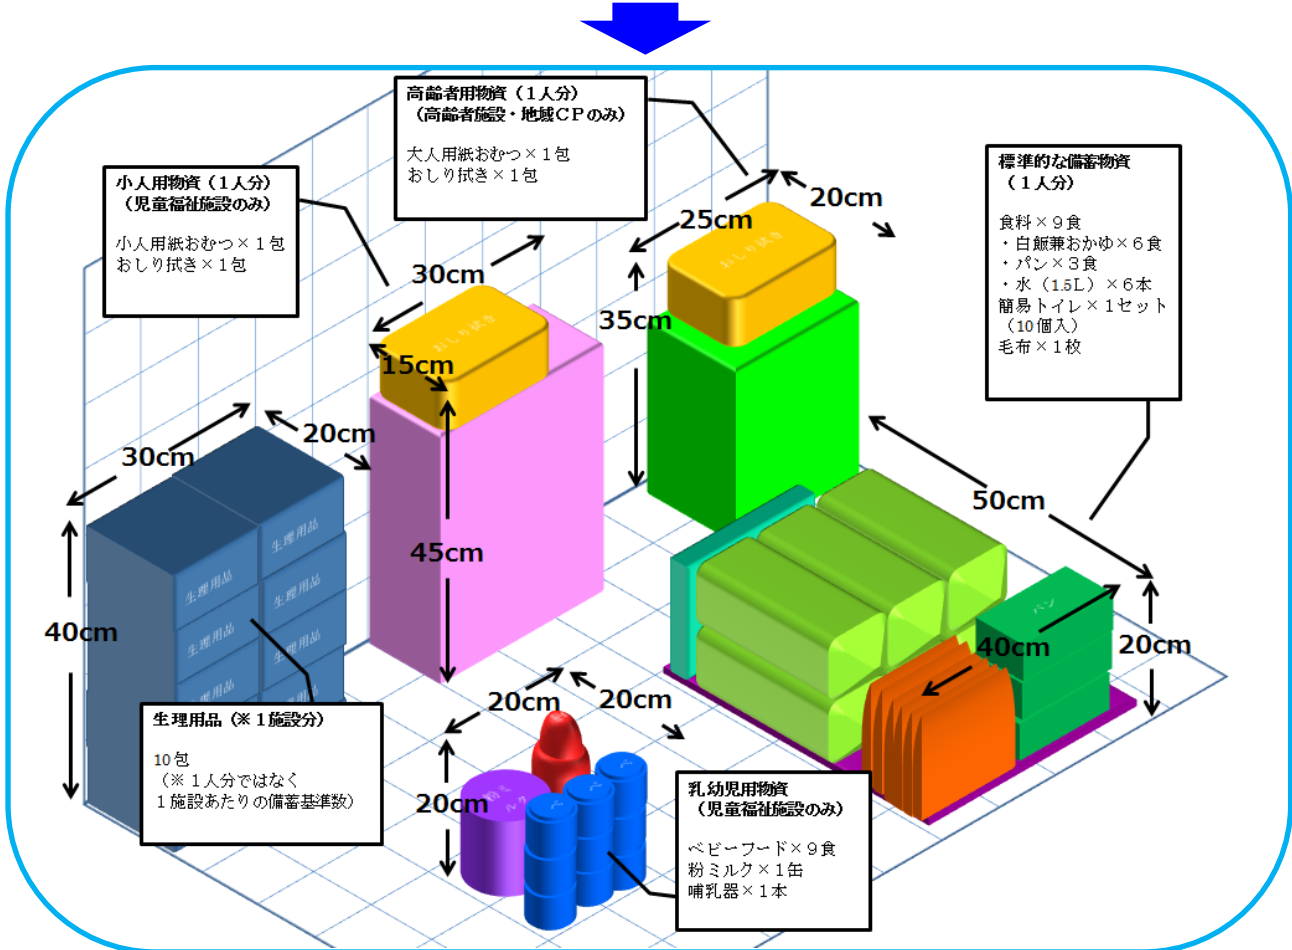 高齢者用物資（１人分）
（高齢者施設・地域ＣＰのみ）
大人用紙おむつ×１包
おしり拭き×１包
小人用物資（１人分）
（児童福祉施設のみ）
小人用紙おむつ×１包
おしり拭き×１包
標準的な備蓄物資
（１人分）
食料×９食
・白飯兼おかゆ×６食
・パン×３食
・水（1.5L）×６本
簡易トイレ×１セット
（10個入）
毛布×１枚
25cm
20cm
35cm
おしり拭き
30cm
15cm
45cm
おしり拭き
30cm
20cm
40cm
生理用品
生理用品
生理用品
生理用品
生理用品
生理用品
50cm
40cm
20cm
パン
生理用品（※１施設分）
10包
（※１人分ではなく
１施設あたりの備蓄基準数）
20cm
20cm
20cm
粉ミルク
ベ
ベ
ベ
乳幼児用物資
（児童福祉施設のみ）
ベビーフード×９食
粉ミルク×１缶
哺乳器×１本